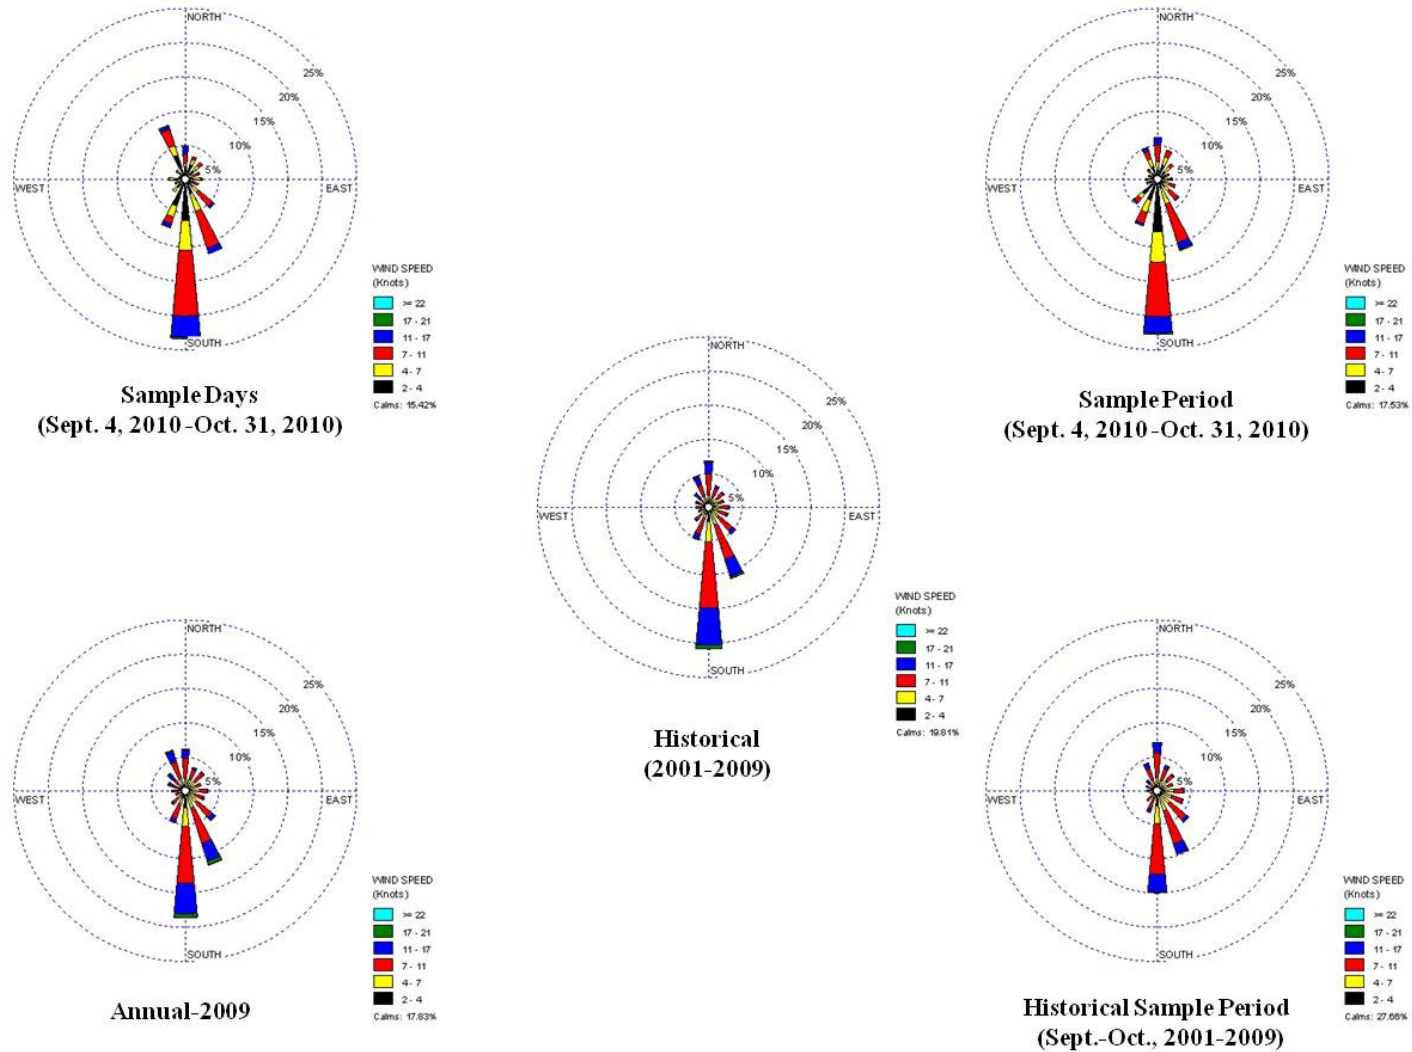 NORTH
25%
20%
15%
10%
5%
WEST
EAST
SOUTH
WIND SPEED
(Knots)
>= 22
17 - 21
11 - 17
7 - 11
4 - 7
2 - 4
Calms: 15.42%
Sample Days
(Sept. 4, 2010 -Oct. 31, 2010)
NORTH
25%
20%
15%
10%
5%
WEST
EAST
SOUTH
WIND SPEED
(Knots)
>= 22
17 - 21
11 - 17
7 - 11
4 - 7
2 - 4
Calms: 17.53%
Sample Period
(Sept. 4, 2010 -Oct. 31, 2010)
NORTH
25%
20%
15%
10%
5%
WEST
EAST
SOUTH
WIND SPEED
(Knots)
>= 22
17 - 21
11 - 17
7 - 11
4 - 7
2 - 4
Calms: 19.81%
Historical
(2001-2009)
NORTH
25%
20%
15%
10%
5%
WEST
EAST
SOUTH
WIND SPEED
(Knots)
>= 22
17 - 21
11 - 17
7 - 11
4 - 7
2 - 4
Calms: 17.83%
Annual-2009
NORTH
25%
20%
15%
10%
5%
WEST
EAST
SOUTH
WIND SPEED
(Knots)
>= 22
17 - 21
11 - 17
7 - 11
4 - 7
2 - 4
Calms: 27.66%
Historical Sample Period
(Sept.-Oct., 2001-2009)